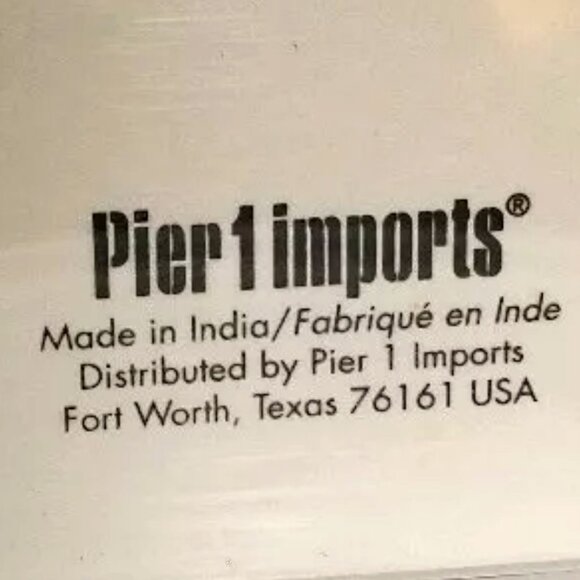 Pier 1 imports®
Made in India/Fabriqué en Inde
Distributed by Pier 1 Imports
Fort Worth, Texas 76161 USA